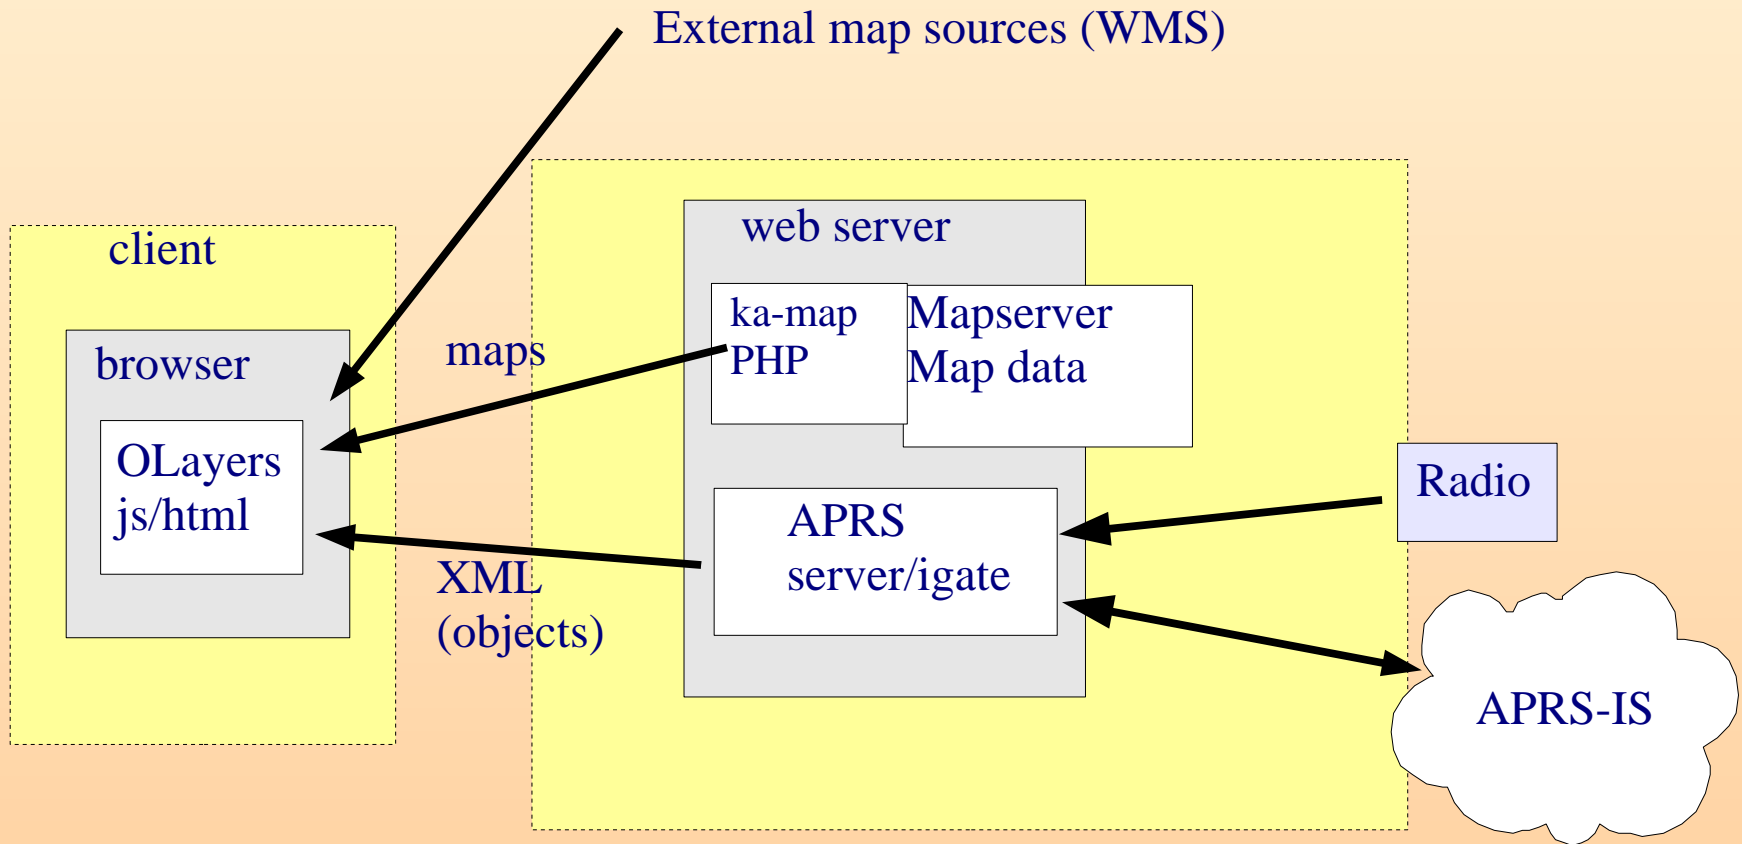 External map sources (WMS)
client
browser
OLayers
js/html
maps
XML
(objects)
web server
ka-map
PHP
Mapserver
Map data
APRS
server/igate
Radio
APRS-IS